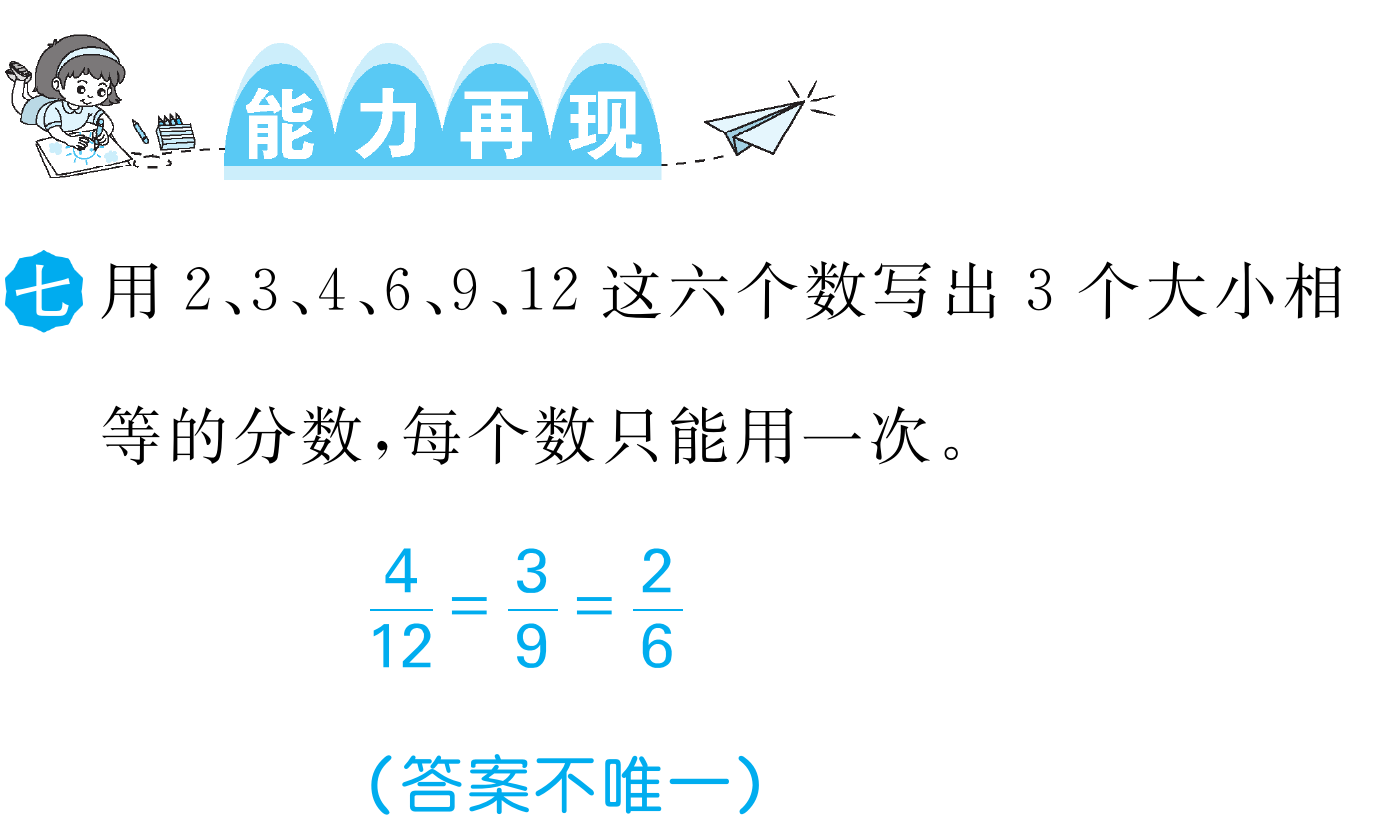 能力再现
七 用 2、3、4、6、9、12 这六个数写出 3 个大小相
等的分数,每个数只能用一次。
4/12 = 3/9 = 2/6
(答案不唯一)